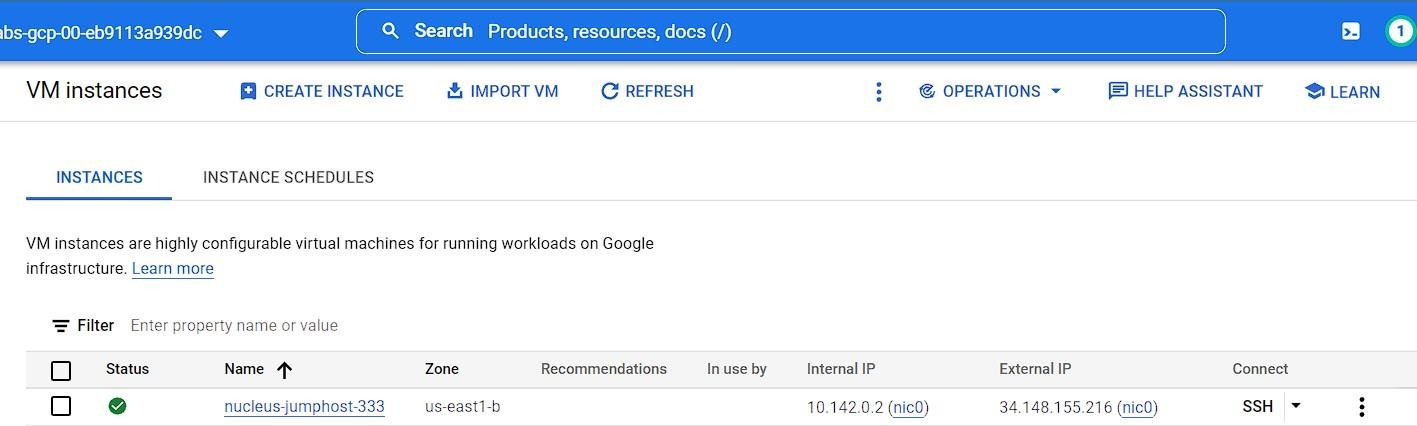 abs-gcp-00-eb9113a939dc Search Products, resources, docs (/) 1
VM instances CREATE INSTANCE IMPORT VM REFRESH OPERATIONS HELP ASSISTANT LEARN
INSTANCES INSTANCE SCHEDULES
VM instances are highly configurable virtual machines for running workloads on Google
infrastructure. Learn more
Filter Enter property name or value
Status Name Zone Recommendations In use by Internal IP External IP Connect
nucleus-jumphost-333 us-east1-b 10.142.0.2 (nic0) 34.148.155.216 (nic0) SSH